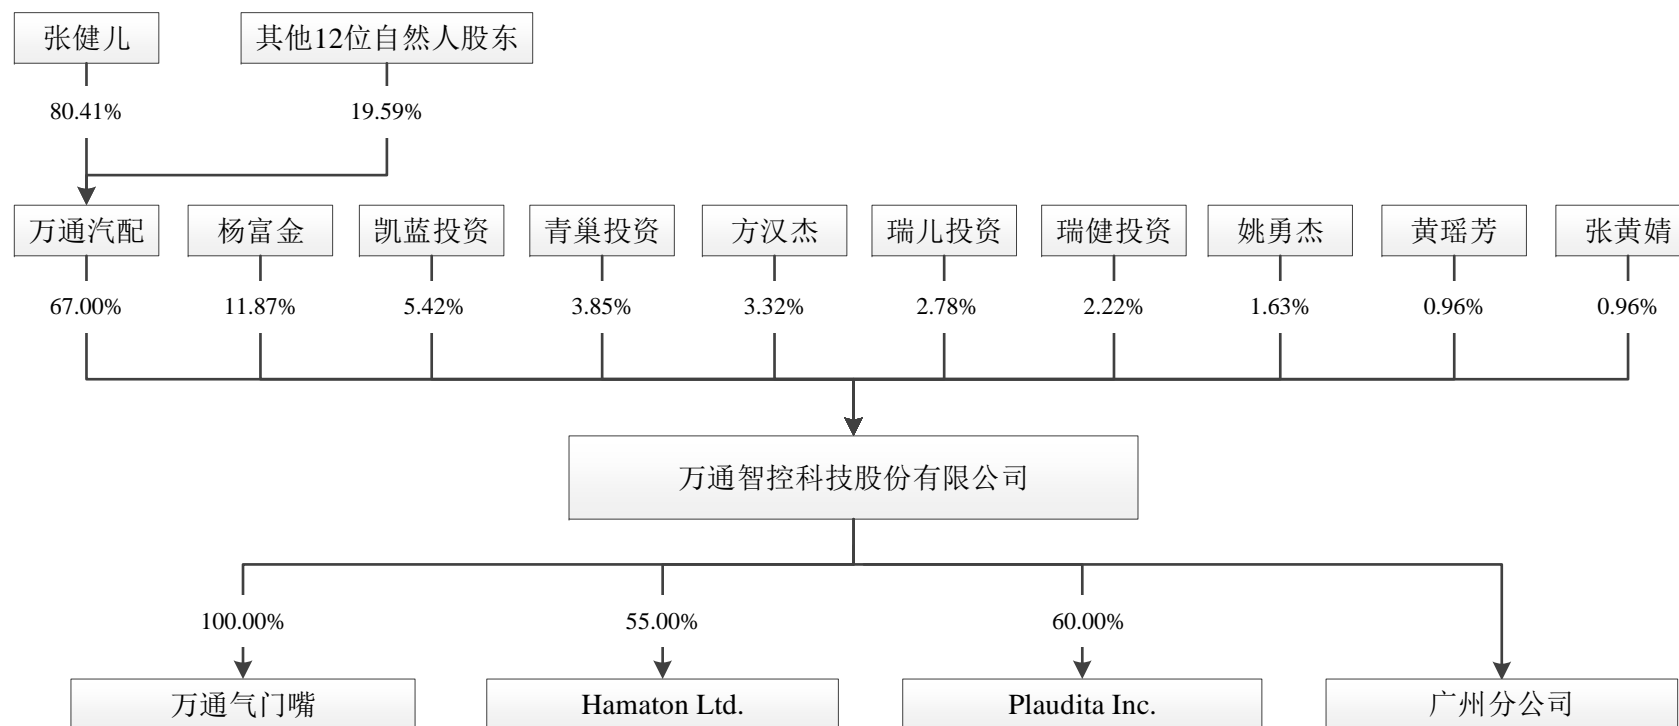 张健儿 其他12位自然人股东
80.41% 19.59%
万通汽配 杨富金 凯蓝投资 青巢投资 方汉杰 瑞儿投资 瑞健投资 姚勇杰 黄瑶芳 张黄婧
67.00% 11.87% 5.42% 3.85% 3.32% 2.78% 2.22% 1.63% 0.96% 0.96%
万通智控科技股份有限公司
100.00% 55.00% 60.00%
万通气门嘴 Hamaton Ltd. Plaudita Inc. 广州分公司